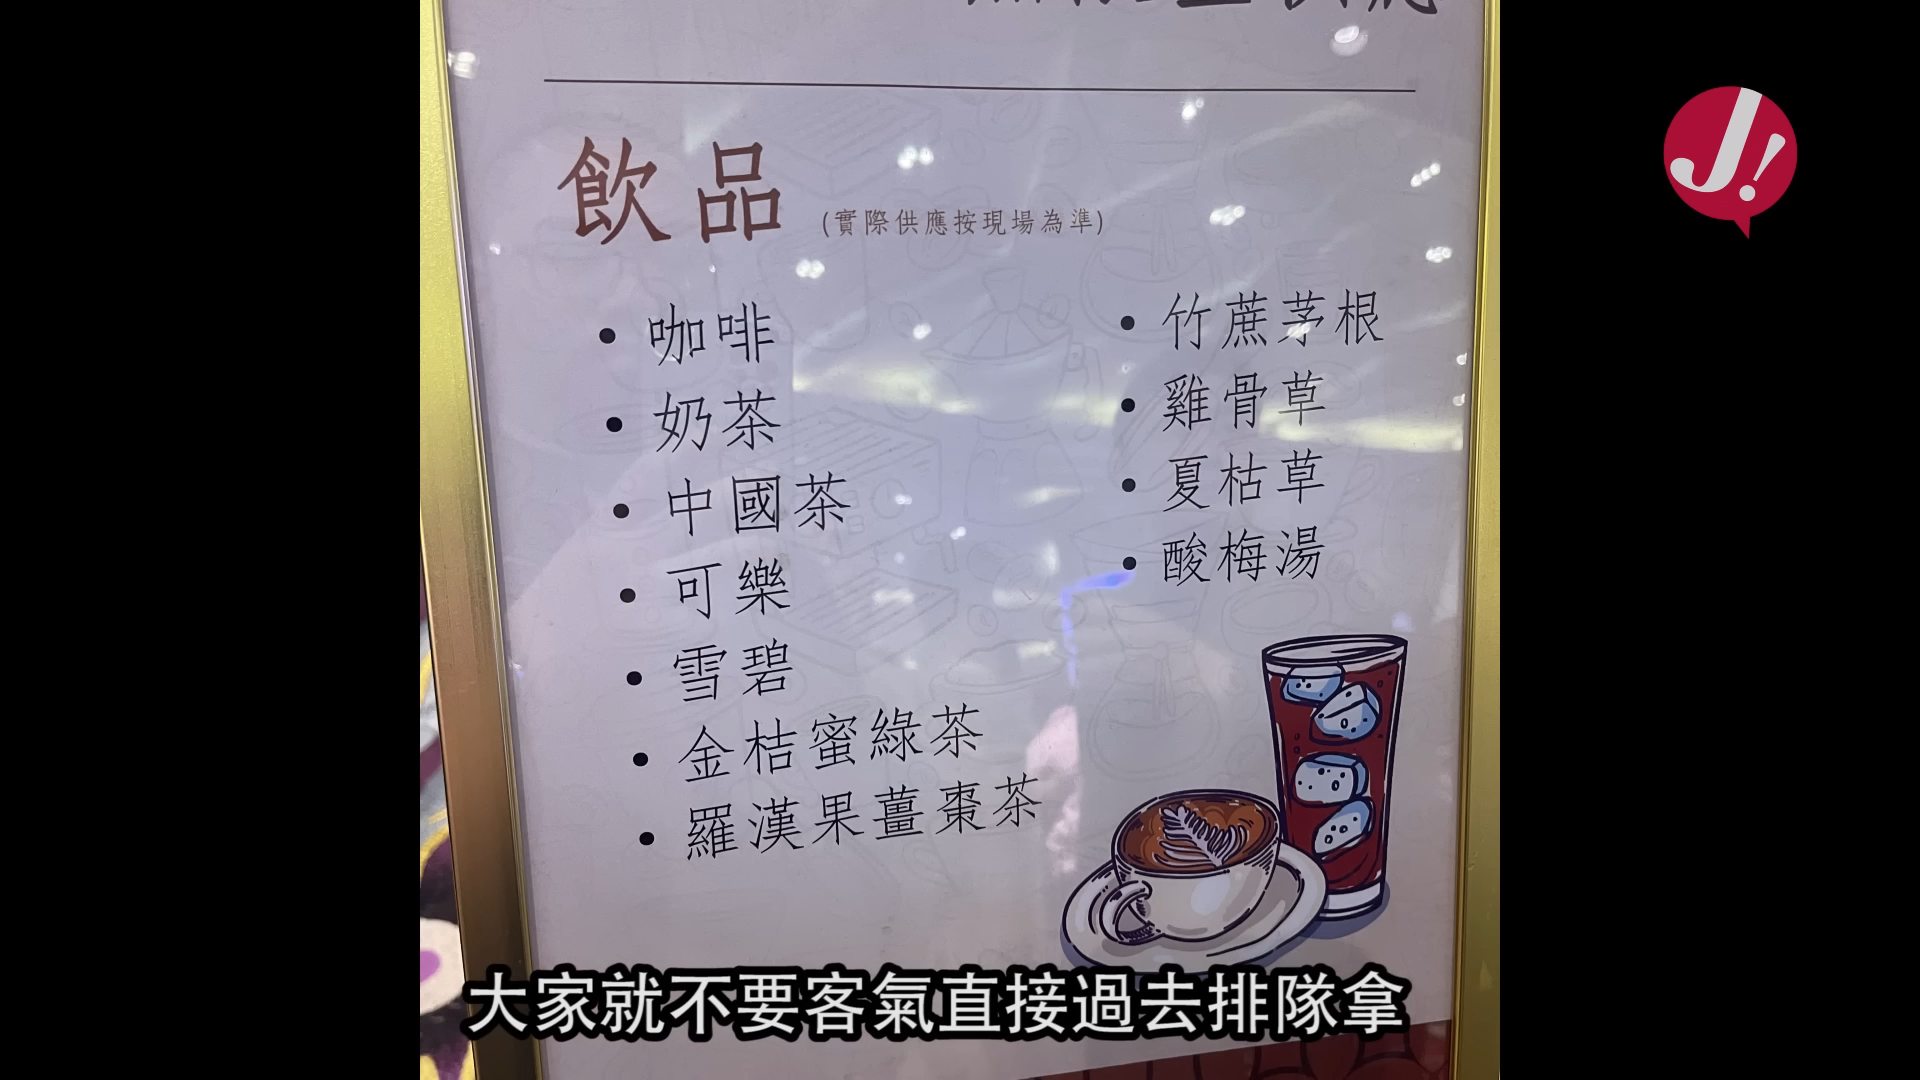 飲品 (實際供應按現場為準)
咖啡
奶茶
中國茶
可樂
雪碧
金桔蜜綠茶
羅漢果薑棗茶
竹蔗茅根
雞骨草
夏枯草
酸梅湯
J!
大家就不要客氣直接過去排隊拿